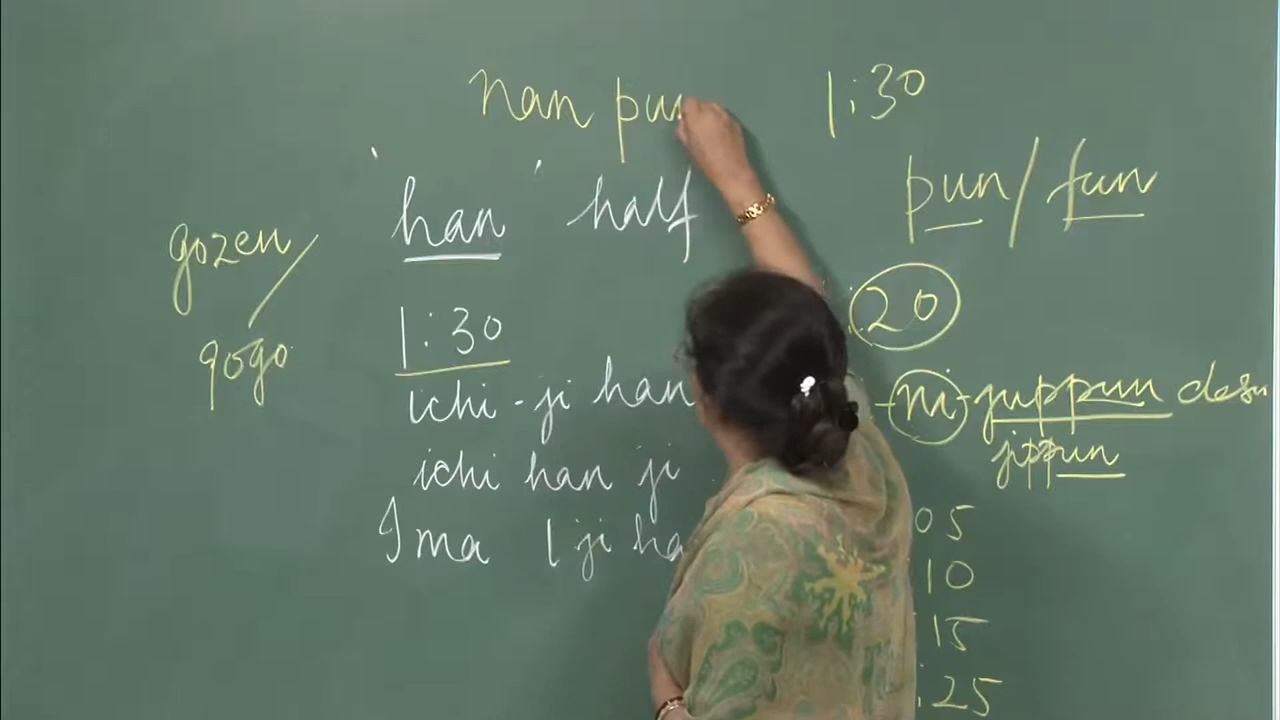 nan pun
1:30
pun/fun
han half
gozen/
gogo
1:30
ichi-ji han
ichi han ji
Ima 1 ji ha
20
-ni-juppun desu
jippun
05
10
15
:25